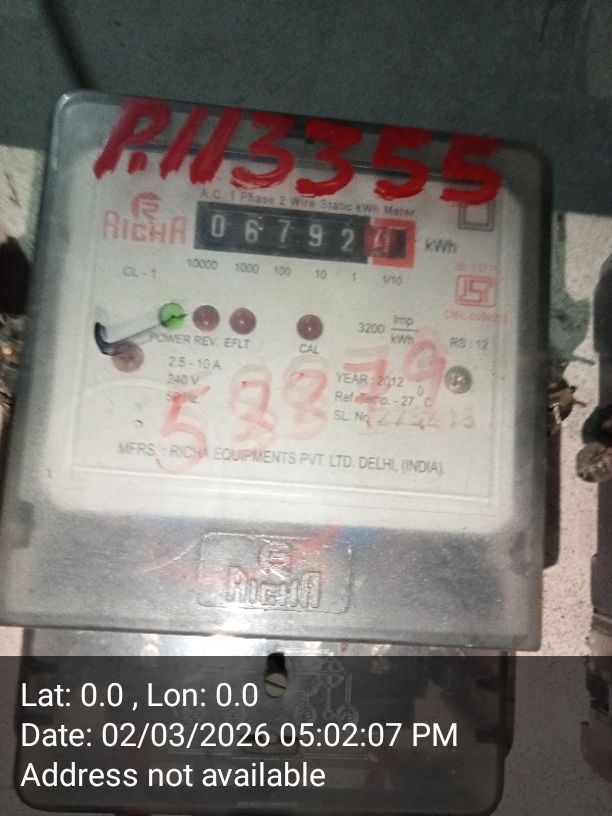 P.113355
A.C. 1 Phase 2 Wire Static kWh Meter.
RICHA
0 6 7 9 2 kWh
CL - 1 10000 1000 100 10 1 1/10
POWER REV. EFLT CAL
3200 Imp/kWh RS : 12
2.5 - 10 A
240 V
50 Hz
YEAR : 2012
Ref. Temp. - 27°C
SL. No.
58879
MFRS. : RICHA EQUIPMENTS PVT. LTD. DELHI, (INDIA).
RICHA
Lat: 0.0 , Lon: 0.0
Date: 02/03/2026 05:02:07 PM
Address not available